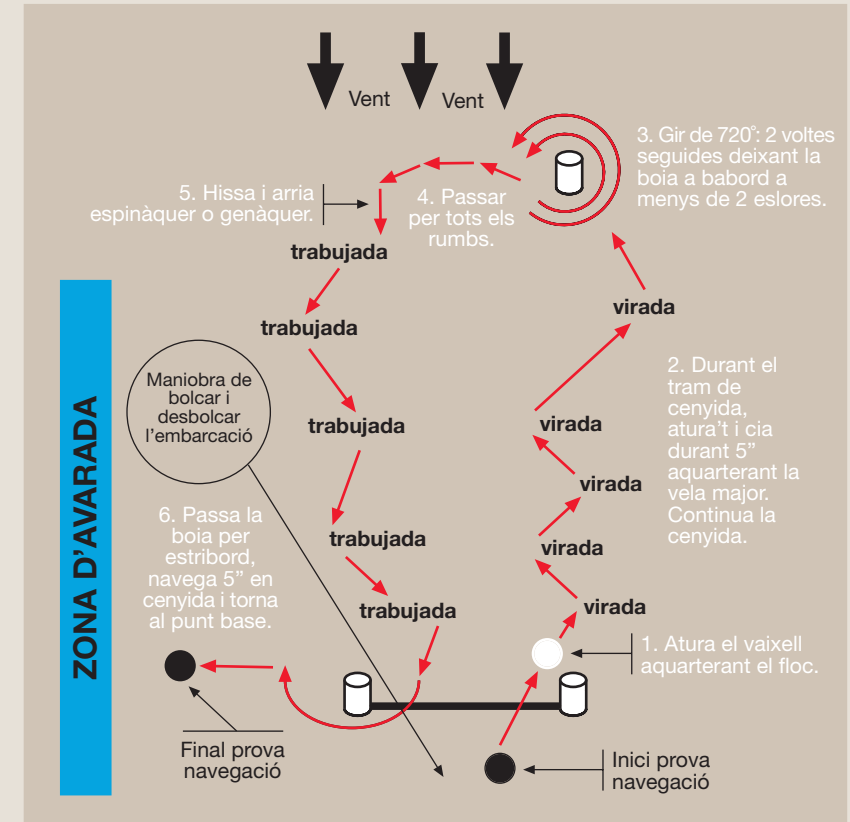 Vent
Vent
3. Gir de 720°: 2 voltes
seguides deixant la
boia a babord a
menys de 2 eslores.
5. Hissa i arria
espinàquer o genàquer.
4. Passar
per tots els
rumbs.
trabujada
trabujada
trabujada
trabujada
trabujada
virada
virada
virada
virada
virada
2. Durant el
tram de
cenyida,
atura’t i cia
durant 5”
aquarterant la
vela major.
Continua la
cenyida.
Maniobra de
bolcar i
desbolcar
l’embarcació
ZONA D’AVARADA
6. Passa la
boia per
estribord,
navega 5” en
cenyida i torna
al punt base.
1. Atura el vaixell
aquarterant el floc.
Final prova
navegació
Inici prova
navegació